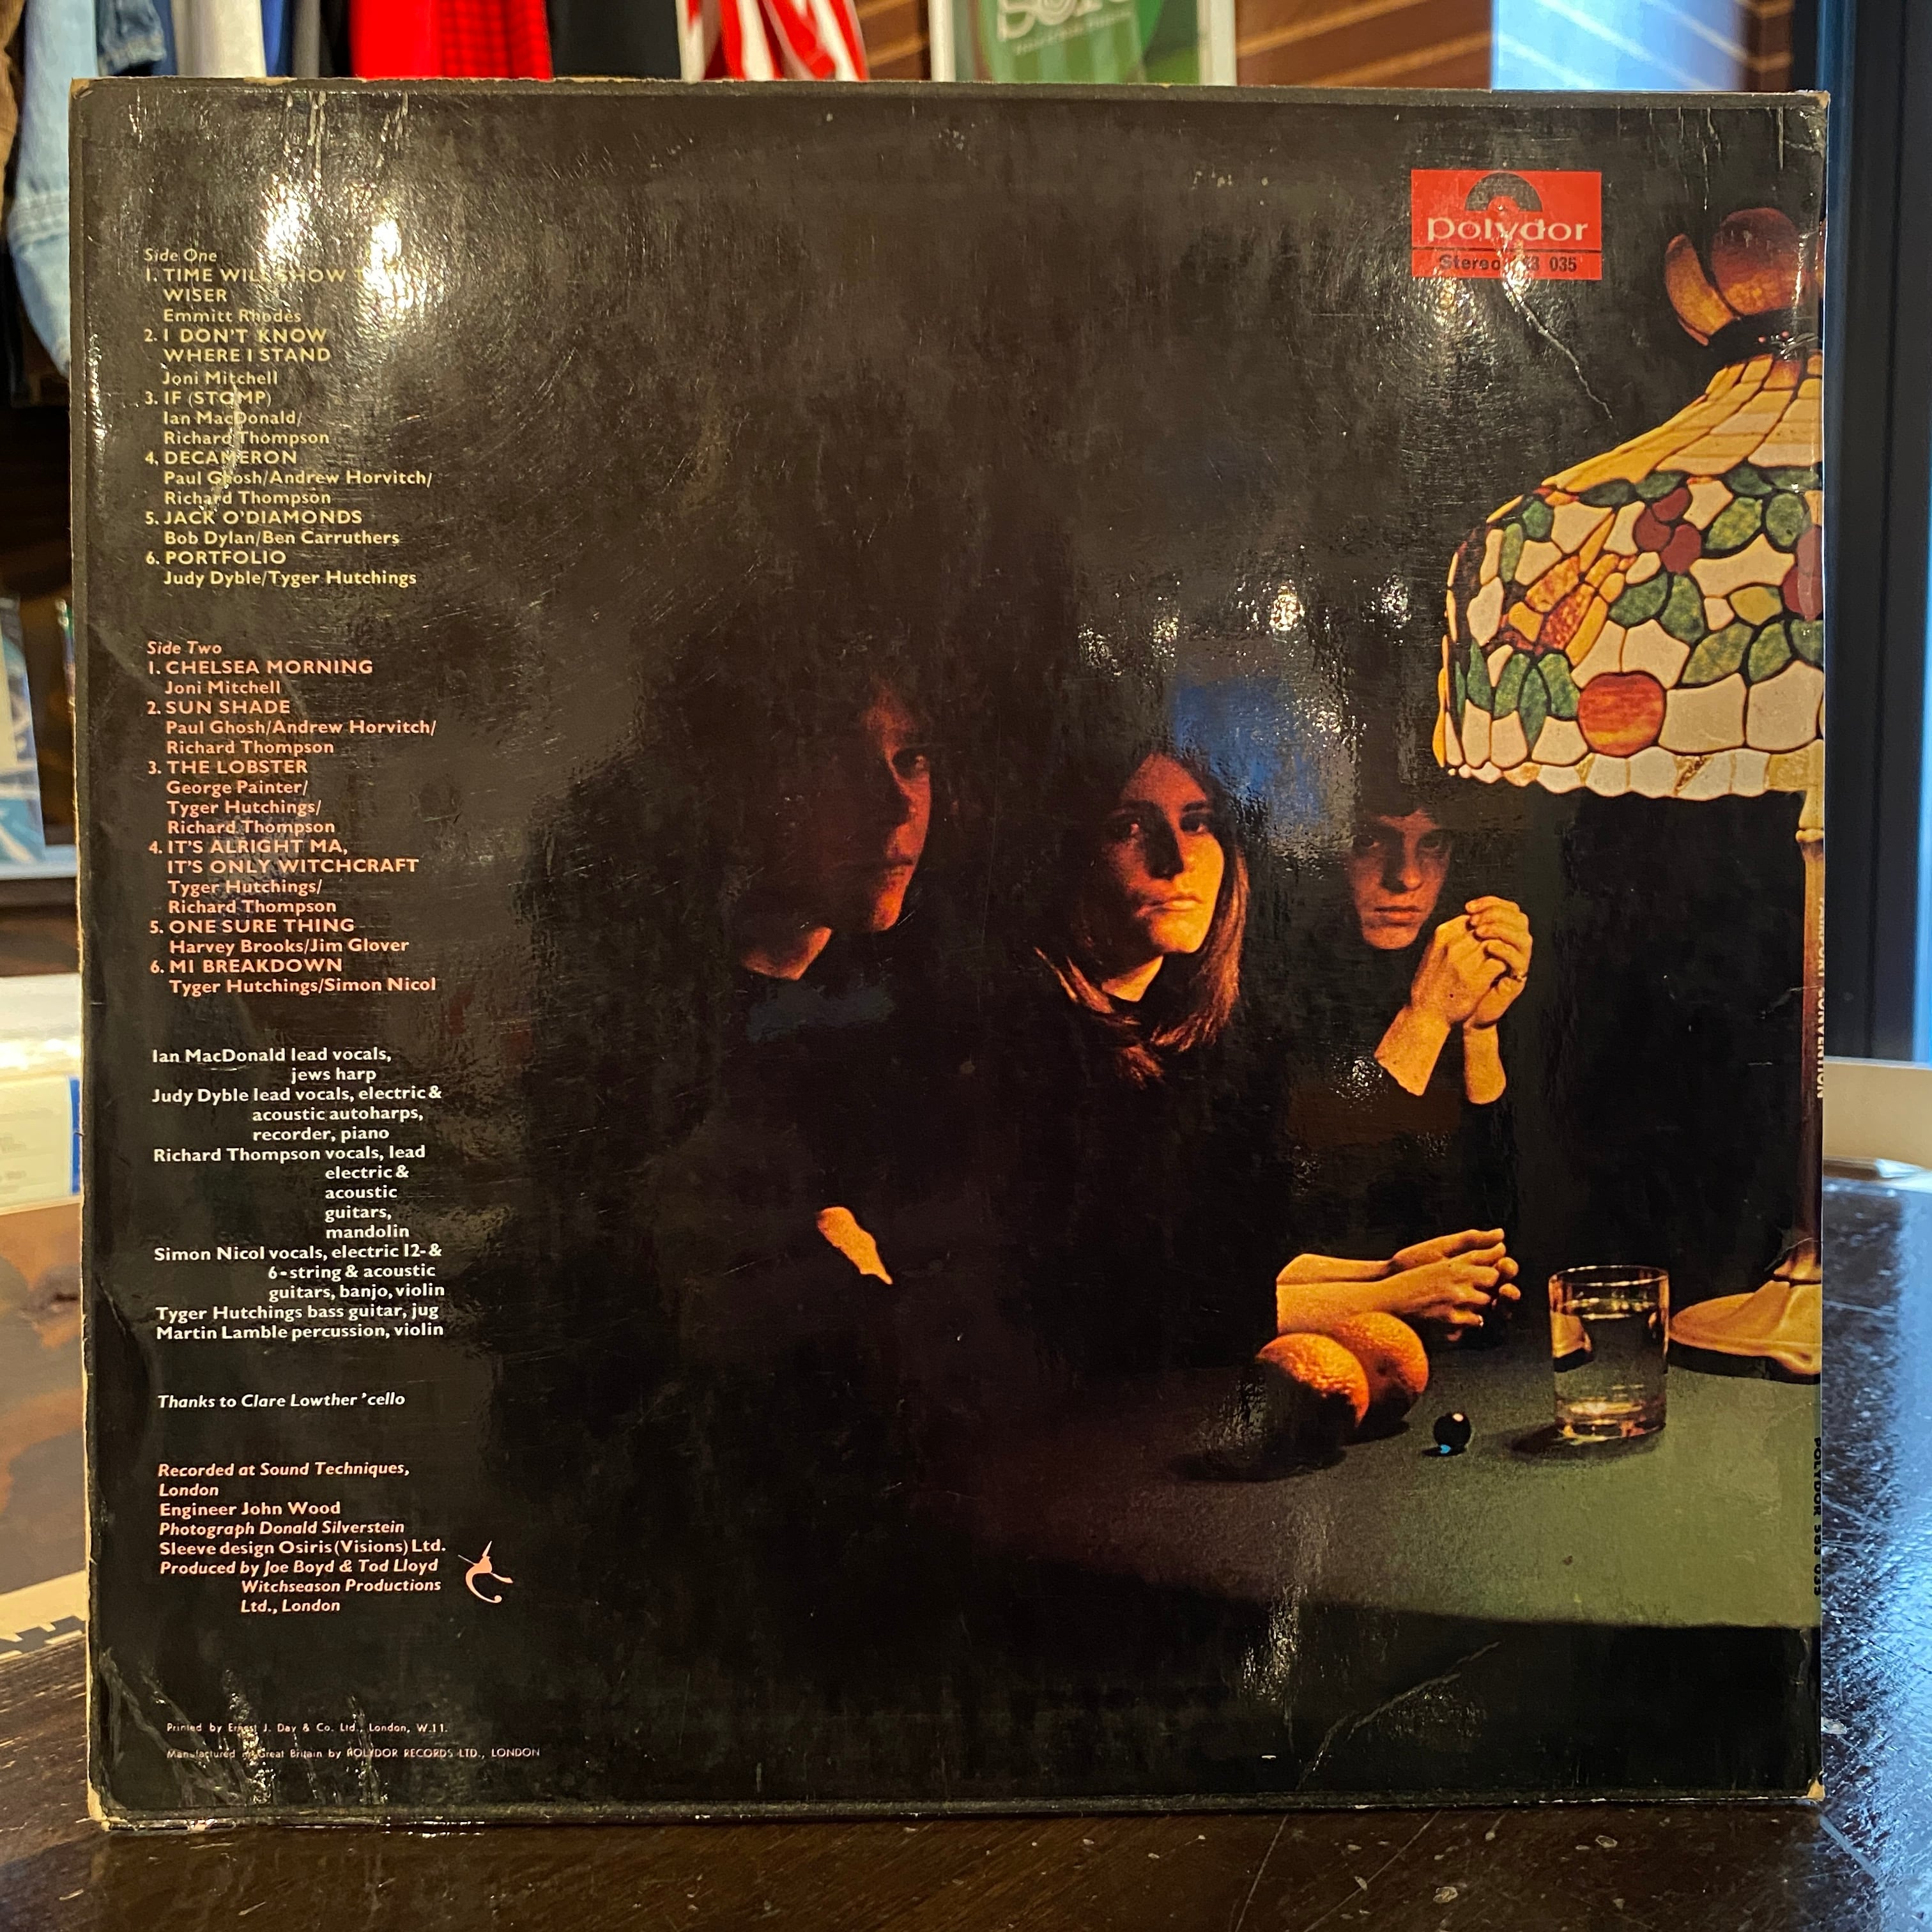 Polydor
Stereo 035
Side One
1. TIME WILL SHOW
WISER
Emmitt Rhodes
2. I DON'T KNOW
WHERE I STAND
Joni Mitchell
3. IF (STOMP)
Ian MacDonald/
Richard Thompson
4. DECAMERON
Paul Ghosh/Andrew Horvitch/
Richard Thompson
5. JACK O'DIAMONDS
Bob Dylan/Ben Carruthers
6. PORTFOLIO
Judy Dyble/Tyger Hutchings
Side Two
1. CHELSEA MORNING
Joni Mitchell
2. SUN SHADE
Paul Ghosh/Andrew Horvitch/
Richard Thompson
3. THE LOBSTER
George Painter/
Tyger Hutchings/
Richard Thompson
4. IT'S ALRIGHT MA,
IT'S ONLY WITCHCRAFT
Tyger Hutchings/
Richard Thompson
5. ONE SURE THING
Harvey Brooks/Jim Glover
6. M1 BREAKDOWN
Tyger Hutchings/Simon Nicol
Ian MacDonald lead vocals,
jews harp
Judy Dyble lead vocals, electric &
acoustic autoharps,
recorder, piano
Richard Thompson vocals, lead
electric &
acoustic
guitars,
mandolin
Simon Nicol vocals, electric 12- &
6-string & acoustic
guitars, banjo, violin
Tyger Hutchings bass guitar, jug
Martin Lamble percussion, violin
Thanks to Clare Lowther 'cello
Recorded at Sound Techniques,
London
Engineer John Wood
Photograph Donald Silverstein
Sleeve design Osiris (Visions) Ltd.
Produced by Joe Boyd & Tod Lloyd
Witchseason Productions
Ltd., London
Printed by Ernest J. Day & Co. Ltd., London, W.11.
Manufactured in Great Britain by POLYDOR RECORDS LTD., LONDON
CONVENTION
POLYDOR 583 035